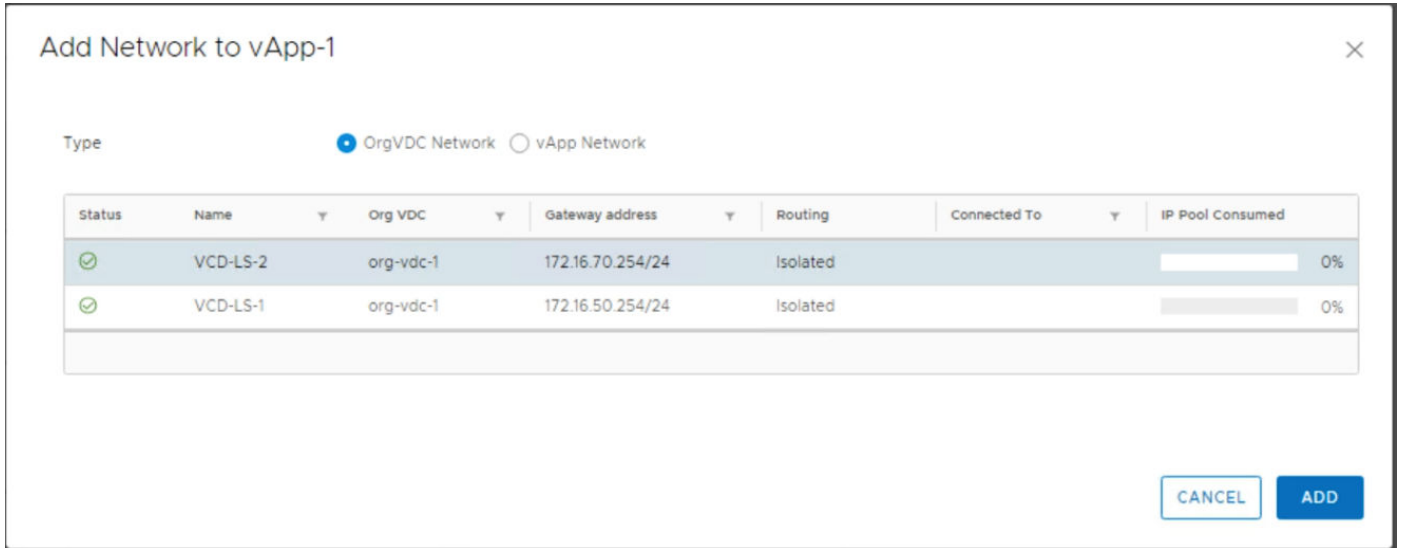 Add Network to vApp-1
Type OrgVDC Network vApp Network
Status Name Org VDC Gateway address Routing Connected To IP Pool Consumed
VCD-LS-2 org-vdc-1 172.16.70.254/24 Isolated 0%
VCD-LS-1 org-vdc-1 172.16.50.254/24 Isolated 0%
CANCEL ADD